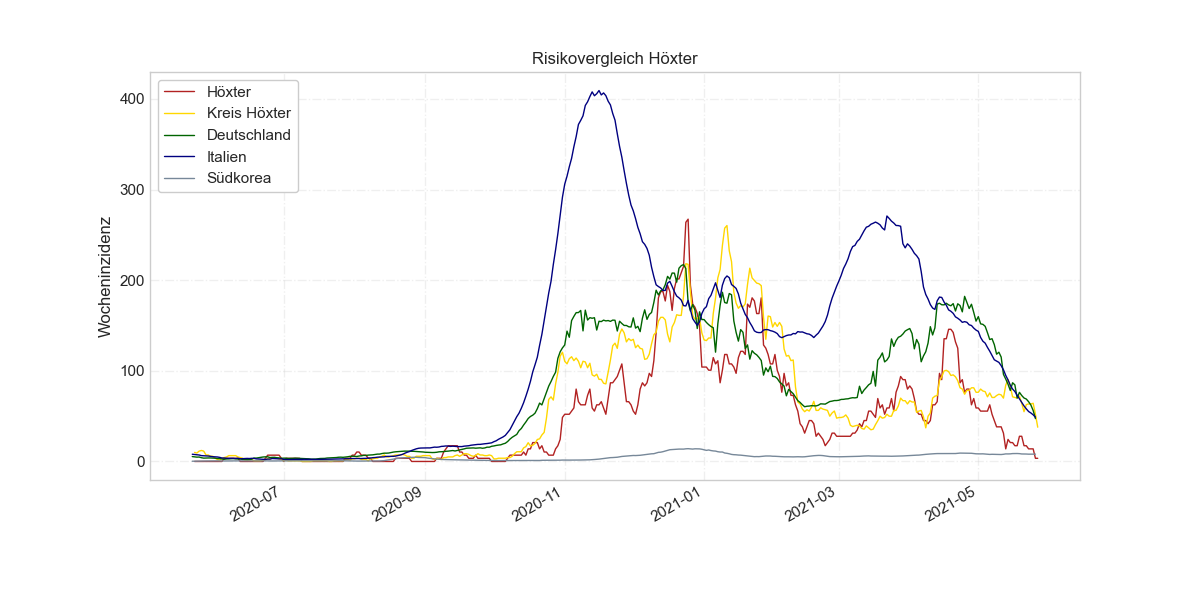 Risikovergleich Höxter
Höxter
Kreis Höxter
Deutschland
Italien
Südkorea
Wocheninzidenz
400
300
200
100
0
2020-07
2020-09
2020-11
2021-01
2021-03
2021-05